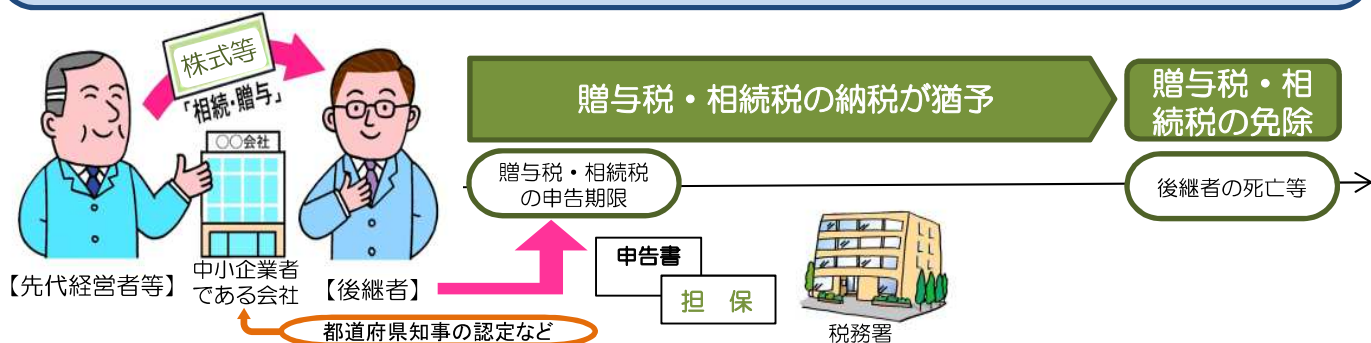 株式等
「相続・贈与」
〇〇会社
【先代経営者等】
中小企業者
である会社
【後継者】
都道府県知事の認定など
贈与税・相続税の納税が猶予
贈与税・相
続税の免除
贈与税・相続税
の申告期限
後継者の死亡等
申告書
担　保
税務署